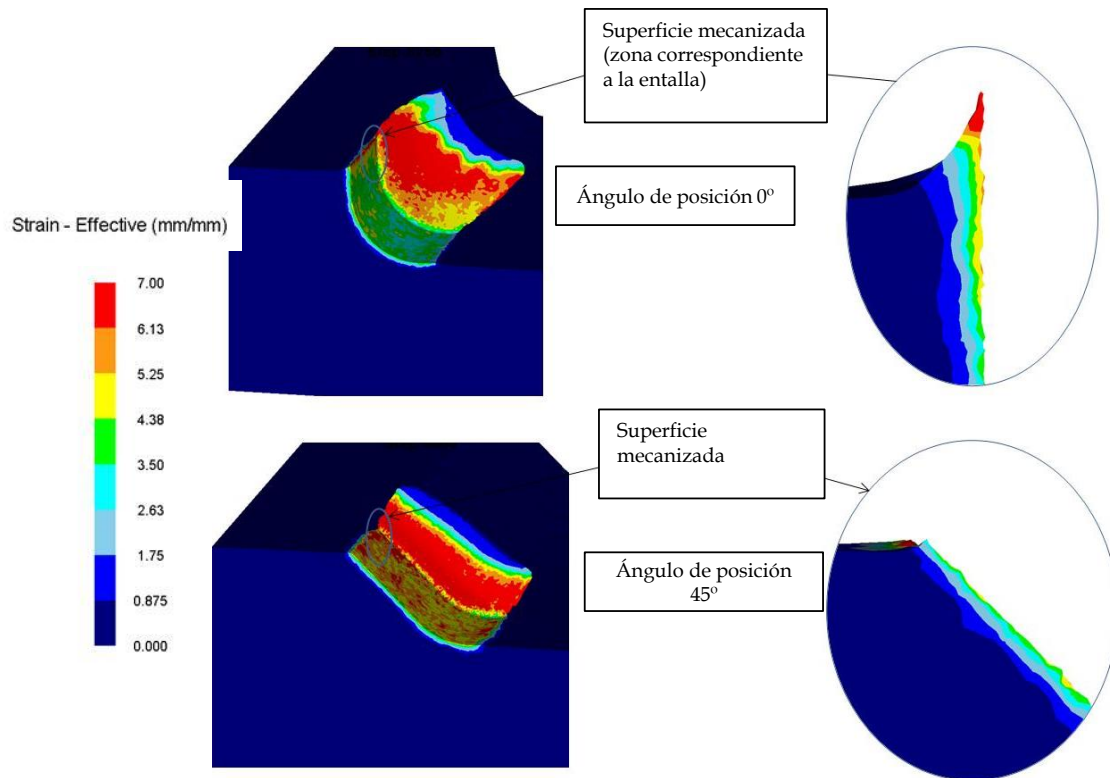 Superficie mecanizada
(zona correspondiente
a la entalla)
Ángulo de posición 0º
Strain - Effective (mm/mm)
7.00
6.13
5.25
4.38
3.50
2.63
1.75
0.875
0.000
Superficie
mecanizada
Ángulo de posición
45º